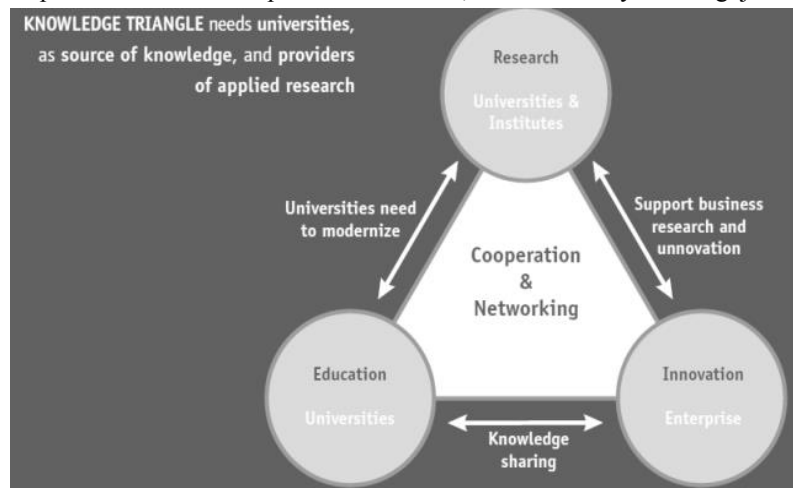 KNOWLEDGE TRIANGLE needs universities,
as source of knowledge, and providers
of applied research
Research
Universities &
Institutes
Universities need
to modernize
Support business
research and
unnovation
Cooperation
&
Networking
Education
Universities
Innovation
Enterprise
Knowledge
sharing